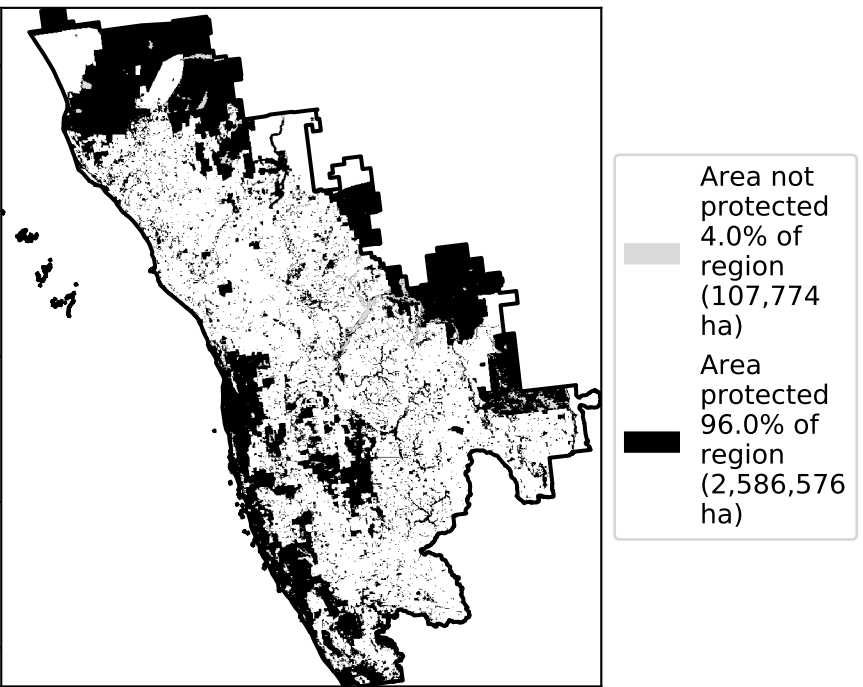 Area not
protected
4.0% of
region
(107,774
ha)
Area
protected
96.0% of
region
(2,586,576
ha)